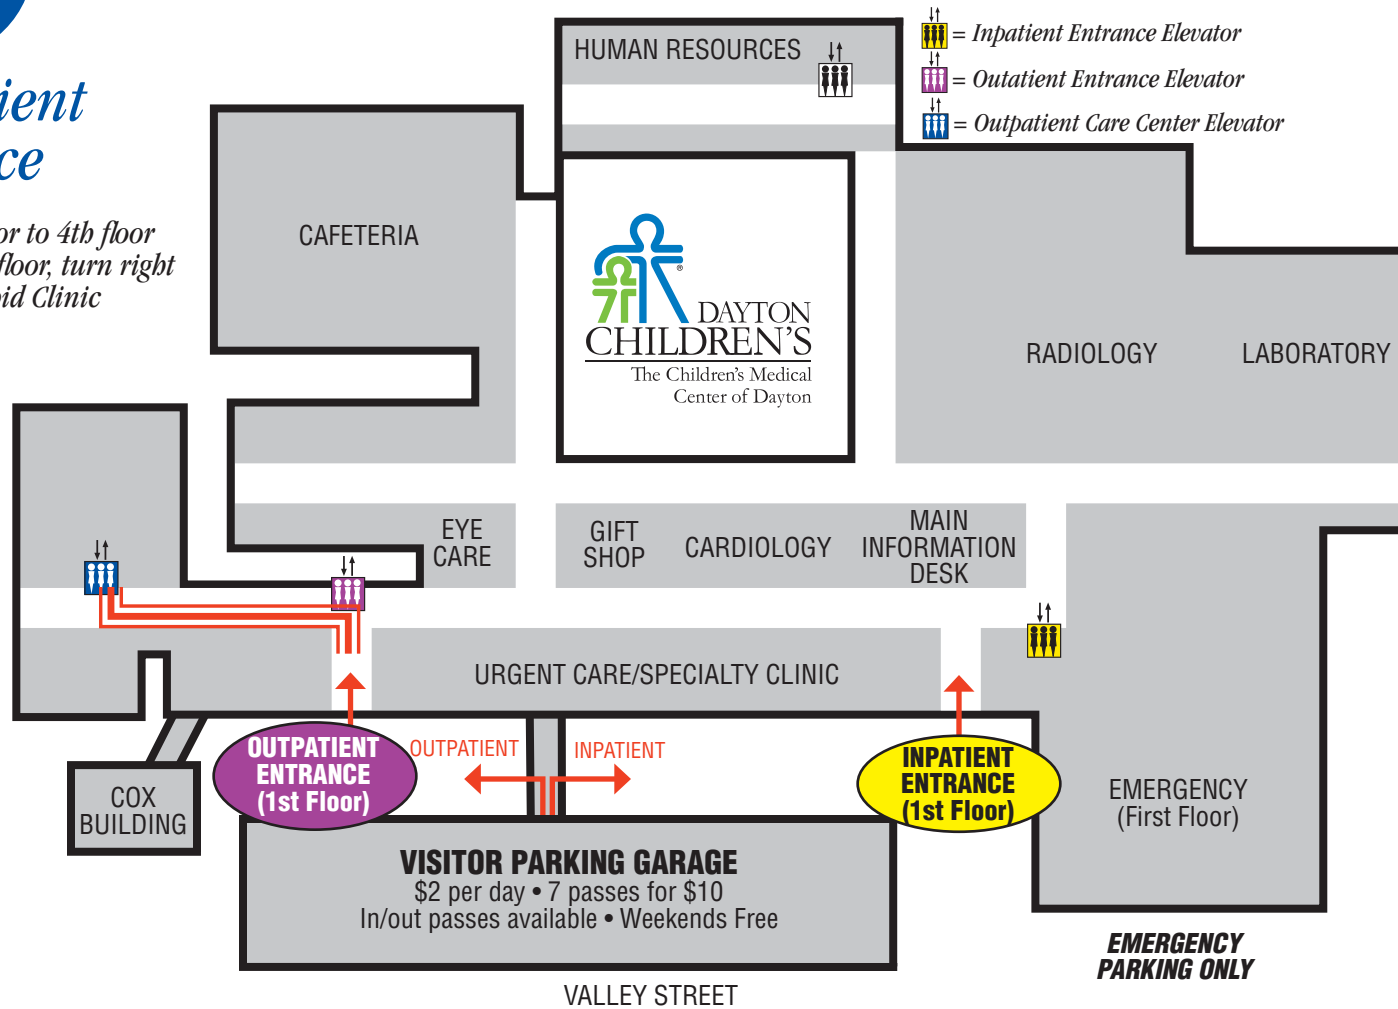 = Inpatient Entrance Elevator
= Outatient Entrance Elevator
= Outpatient Care Center Elevator
HUMAN RESOURCES
ient
ce
or to 4th floor
floor, turn right
oid Clinic
CAFETERIA
®
DAYTON
CHILDREN'S
The Children's Medical
Center of Dayton
RADIOLOGY
LABORATORY
EYE
CARE
GIFT
SHOP
CARDIOLOGY
MAIN
INFORMATION
DESK
URGENT CARE/SPECIALTY CLINIC
OUTPATIENT
ENTRANCE
(1st Floor)
OUTPATIENT
INPATIENT
INPATIENT
ENTRANCE
(1st Floor)
COX
BUILDING
EMERGENCY
(First Floor)
VISITOR PARKING GARAGE
$2 per day • 7 passes for $10
In/out passes available • Weekends Free
EMERGENCY
PARKING ONLY
VALLEY STREET